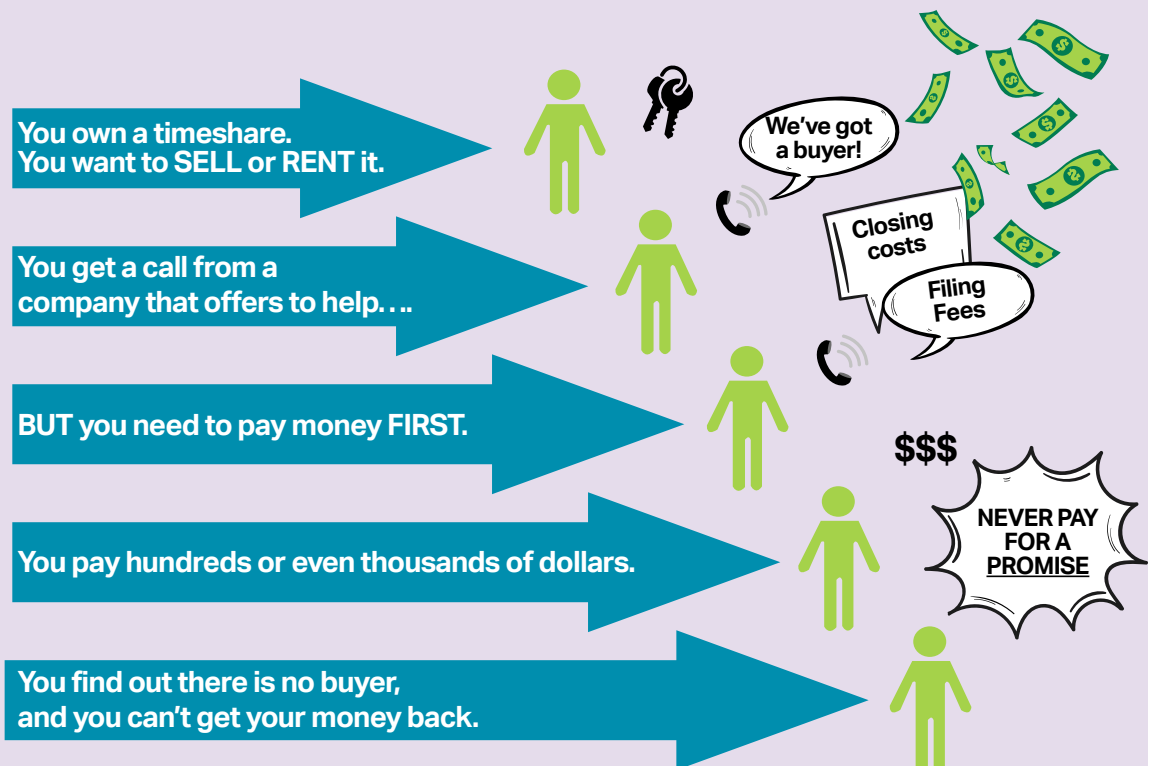 You own a timeshare.
You want to SELL or RENT it.
We've got
a buyer!
You get a call from a
company that offers to help. . . .
Closing
costs
Filing
Fees
BUT you need to pay money FIRST.
$$$
You pay hundreds or even thousands of dollars.
NEVER PAY
FOR A
PROMISE
You find out there is no buyer,
and you can't get your money back.